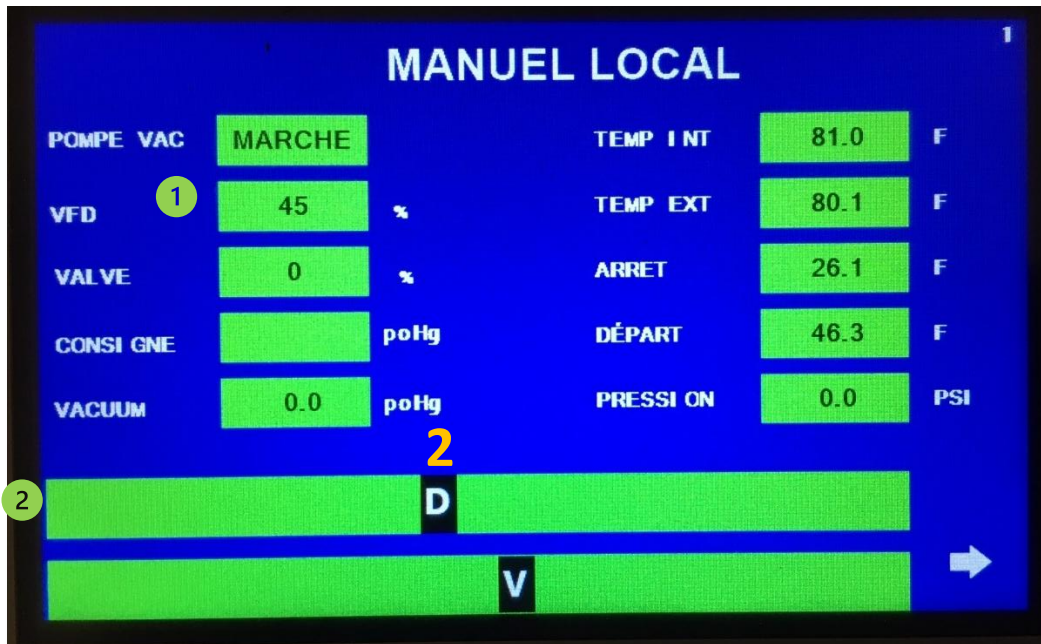 1
MANUEL LOCAL
POMPE VAC MARCHE TEMP INT 81.0 F
1
VFD 45 % TEMP EXT 80.1 F
VALVE 0 % ARRET 26.1 F
CONSIGNE poHg DÉPART 46.3 F
VACUUM 0.0 poHg PRESSION 0.0 PSI
2
2 D
V